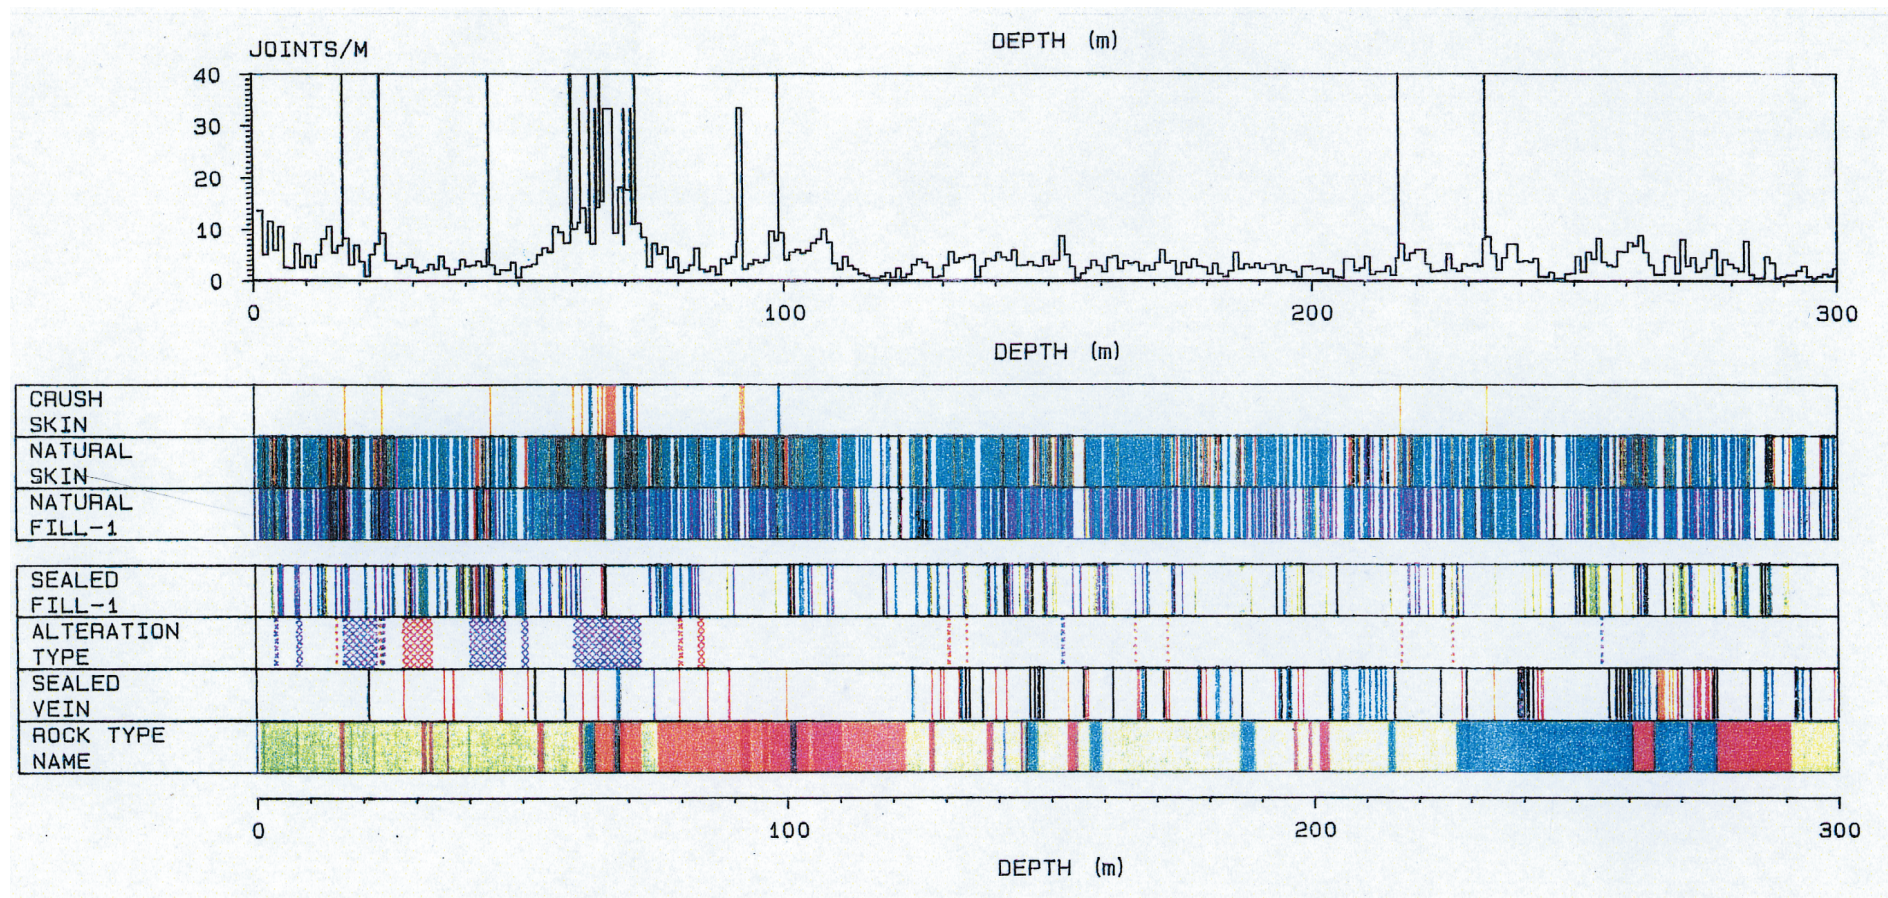 DEPTH (m)
JOINTS/M
40
30
20
10
0
0 100 200 300
DEPTH (m)
CRUSH
SKIN
NATURAL
SKIN
NATURAL
FILL-1
SEALED
FILL-1
ALTERATION
TYPE
SEALED
VEIN
ROCK TYPE
NAME
0 100 200 300
DEPTH (m)